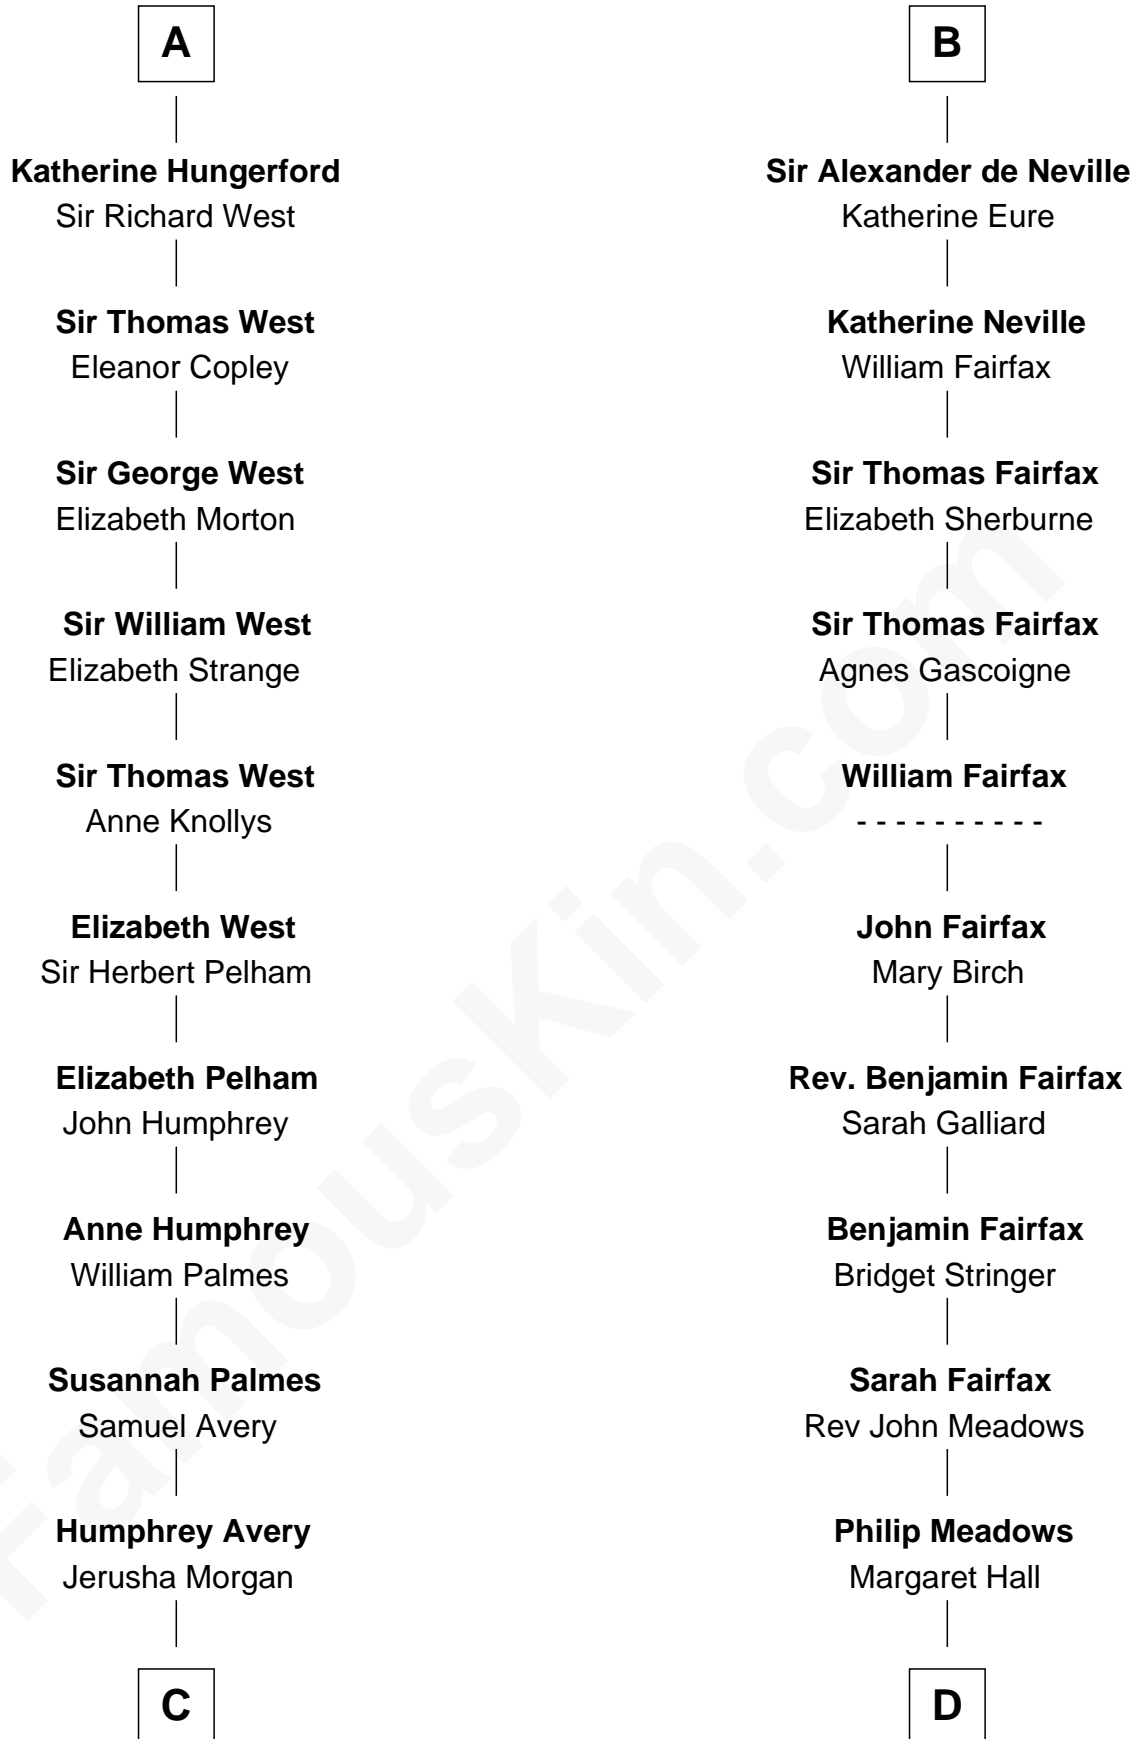 A
Katherine Hungerford
Sir Richard West
Sir Thomas West
Eleanor Copley
Sir George West
Elizabeth Morton
Sir William West
Elizabeth Strange
Sir Thomas West
Anne Knollys
Elizabeth West
Sir Herbert Pelham
Elizabeth Pelham
John Humphrey
Anne Humphrey
William Palmes
Susannah Palmes
Samuel Avery
Humphrey Avery
Jerusha Morgan
C
B
Sir Alexander de Neville
Katherine Eure
Katherine Neville
William Fairfax
Sir Thomas Fairfax
Elizabeth Sherburne
Sir Thomas Fairfax
Agnes Gascoigne
William Fairfax
- - - - - - - - - -
John Fairfax
Mary Birch
Rev. Benjamin Fairfax
Sarah Galliard
Benjamin Fairfax
Bridget Stringer
Sarah Fairfax
Rev John Meadows
Philip Meadows
Margaret Hall
D
FamousKin.com